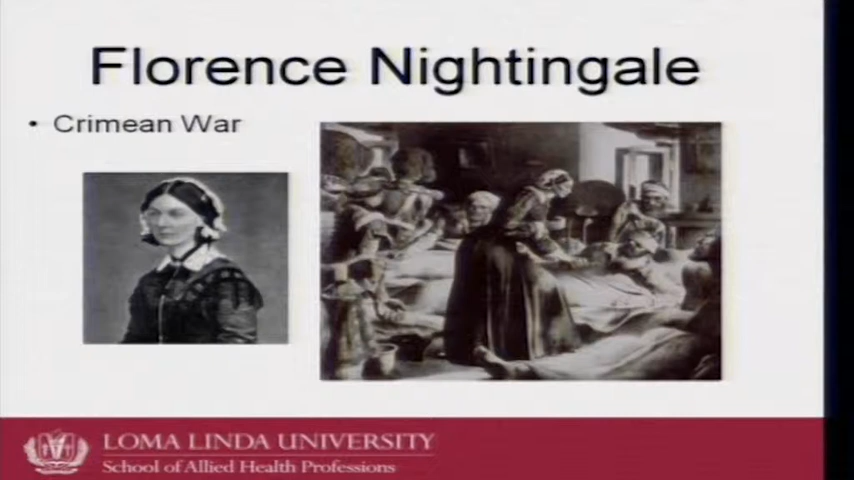 Florence Nightingale
• Crimean War
LOMA LINDA UNIVERSITY
School of Allied Health Professions